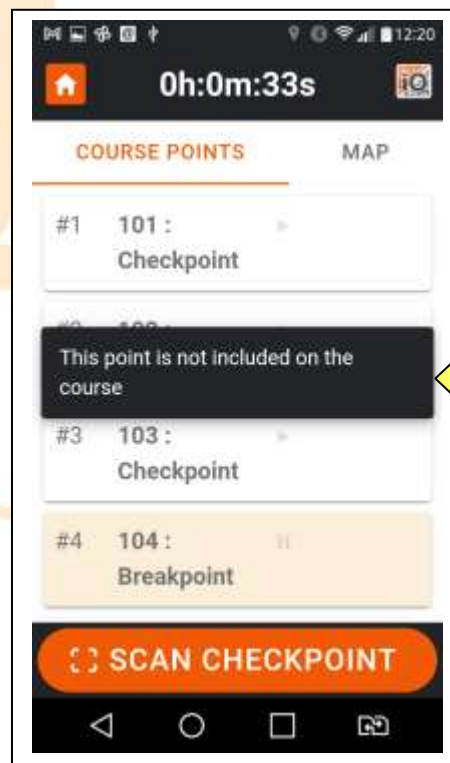 12:20
0h:0m:33s
iQ
COURSE POINTS MAP
#1 101 :
Checkpoint
This point is not included on the
course
#3 103 :
Checkpoint
#4 104 :
Breakpoint
SCAN CHECKPOINT